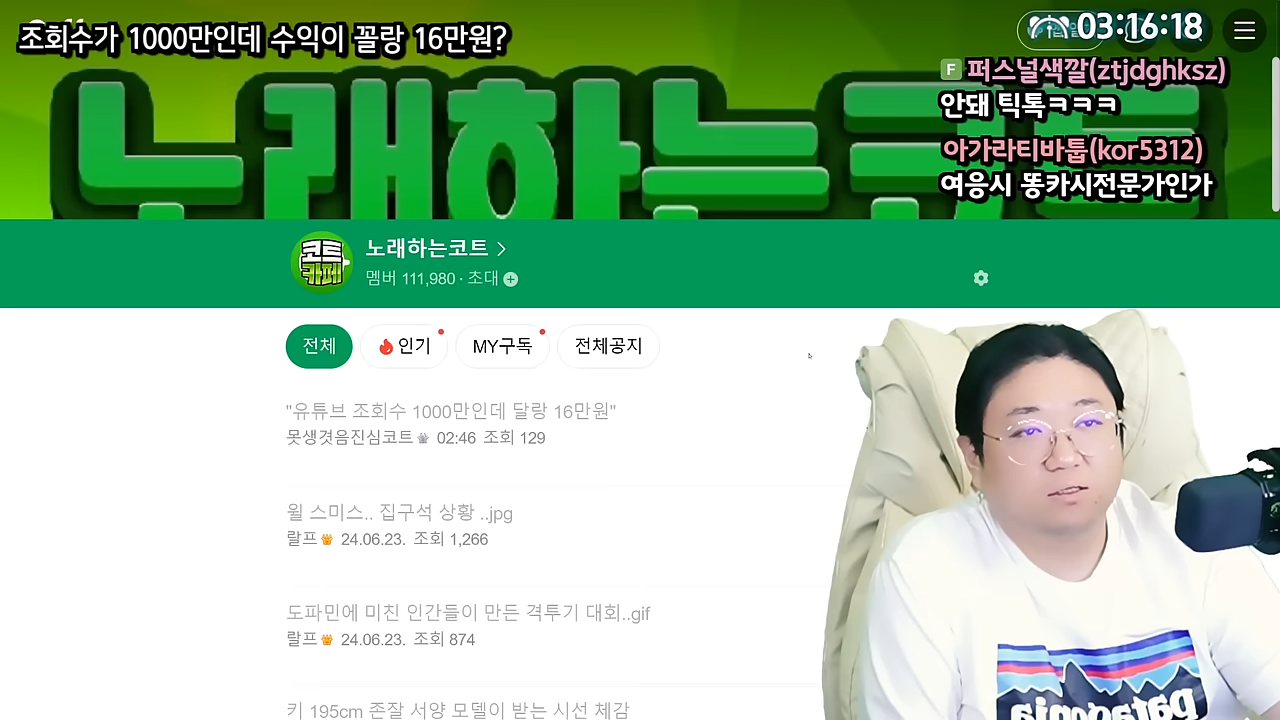 조회수가 1000만인데 수익이 꼴랑 16만원?
03:16:18
F 퍼스널색깔(ztjdghksz)
안돼 틱톡ㅋㅋㅋ
아가라티바툽(kor5312)
여응시 똥카시전문가인가
노래하는코트
코트
카페
노래하는코트
멤버 111,980 · 초대
전체
인기
MY구독
전체공지
"유튜브 조회수 1000만인데 달랑 16만원"
못생겻음진심코트 02:46 조회 129
윌 스미스.. 집구석 상황 ..jpg
랄프 24.06.23. 조회 1,266
도파민에 미친 인간들이 만든 격투기 대회..gif
랄프 24.06.23. 조회 874
키 195cm 존잘 서양 모델이 받는 시선 체감
patagonia